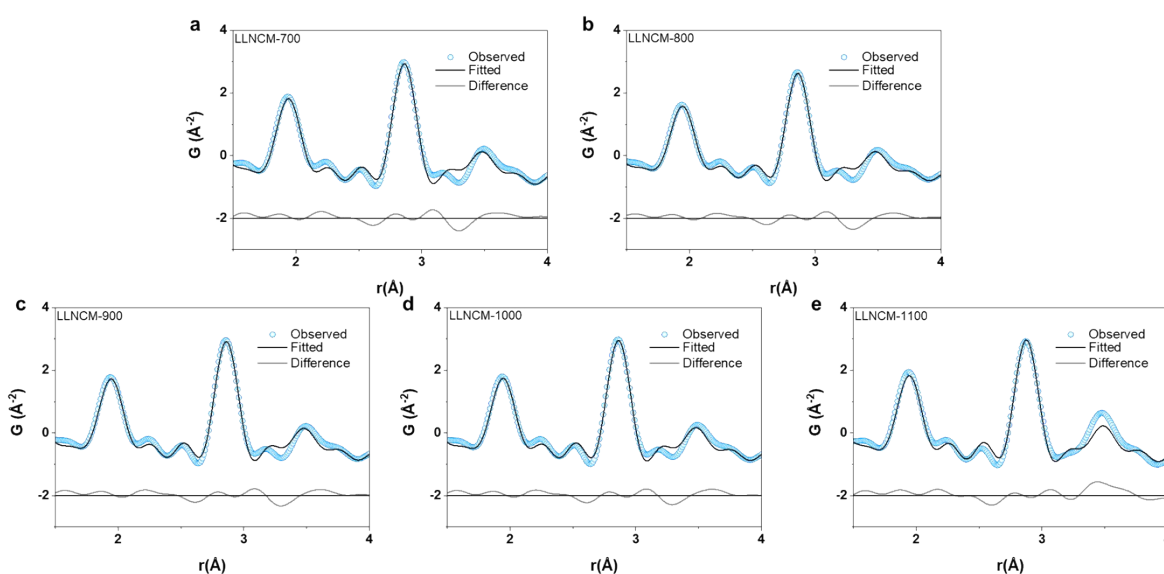 a
LLNCM-700
Observed
Fitted
Difference
G (Å-2)
4
2
0
-2
2
3
4
r(Å)
b
LLNCM-800
Observed
Fitted
Difference
G (Å-2)
4
2
0
-2
2
3
4
r(Å)
c
LLNCM-900
Observed
Fitted
Difference
G (Å-2)
4
2
0
-2
2
3
4
r(Å)
d
LLNCM-1000
Observed
Fitted
Difference
G (Å-2)
4
2
0
-2
2
3
4
r(Å)
e
LLNCM-1100
Observed
Fitted
Difference
G (Å-2)
4
2
0
-2
2
3
r(Å)